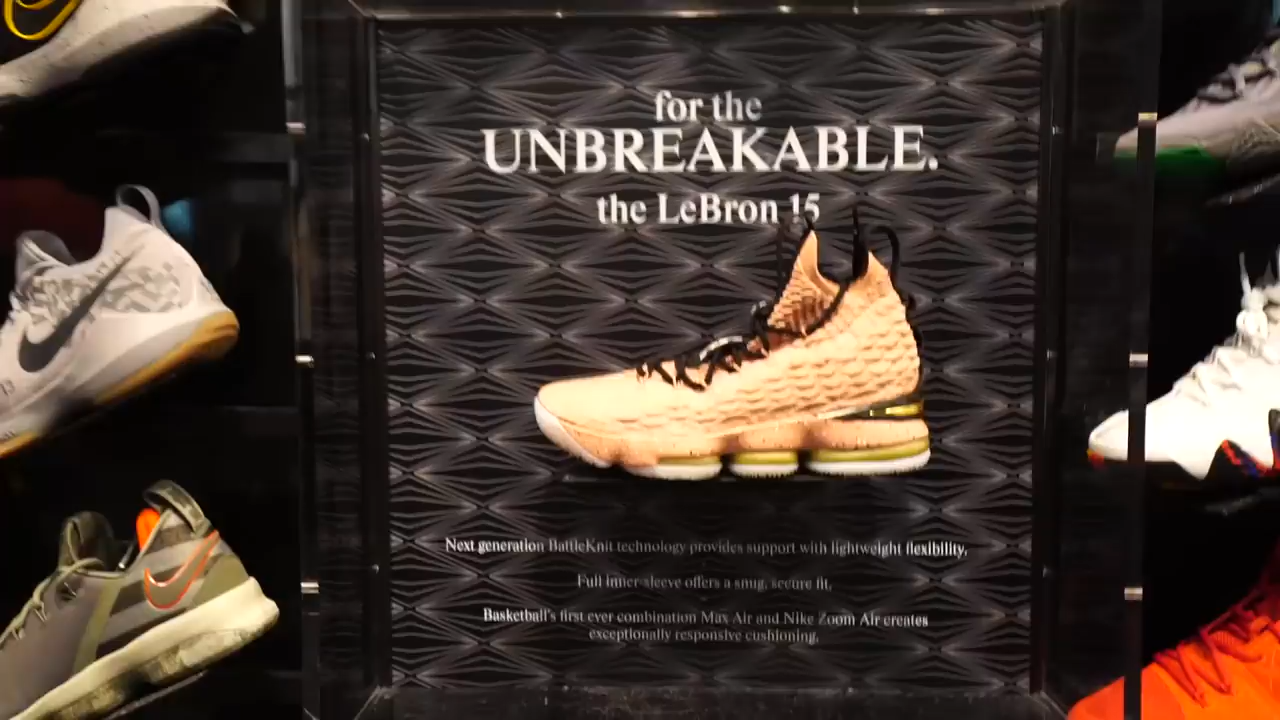 for the
UNBREAKABLE.
the LeBron 15
Next generation BattleKnit technology provides support with lightweight flexibility.
Full inner sleeve offers a snug, secure fit.
Basketball's first ever combination Max Air and Nike Zoom Air creates
exceptionally responsive cushioning.